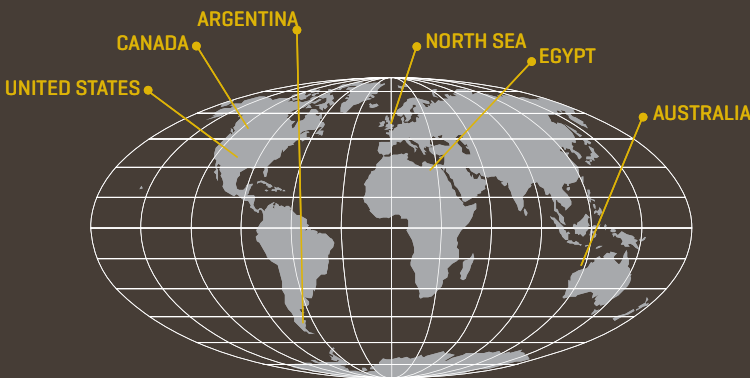 ARGENTINA
CANADA
NORTH SEA
EGYPT
UNITED STATES
AUSTRALIA